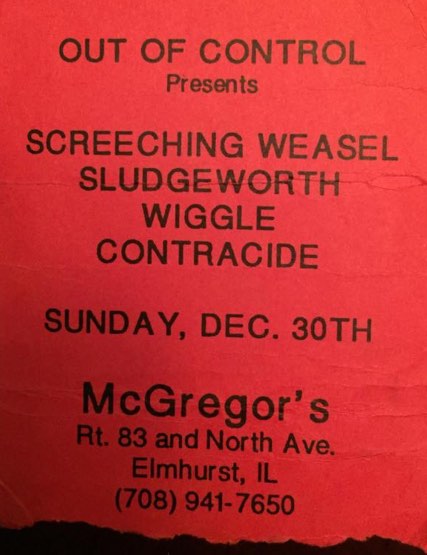 OUT OF CONTROL
Presents
SCREECHING WEASEL
SLUDGEWORTH
WIGGLE
CONTRACIDE
SUNDAY, DEC. 30TH
McGregor's
Rt. 83 and North Ave.
Elmhurst, IL
(708) 941-7650